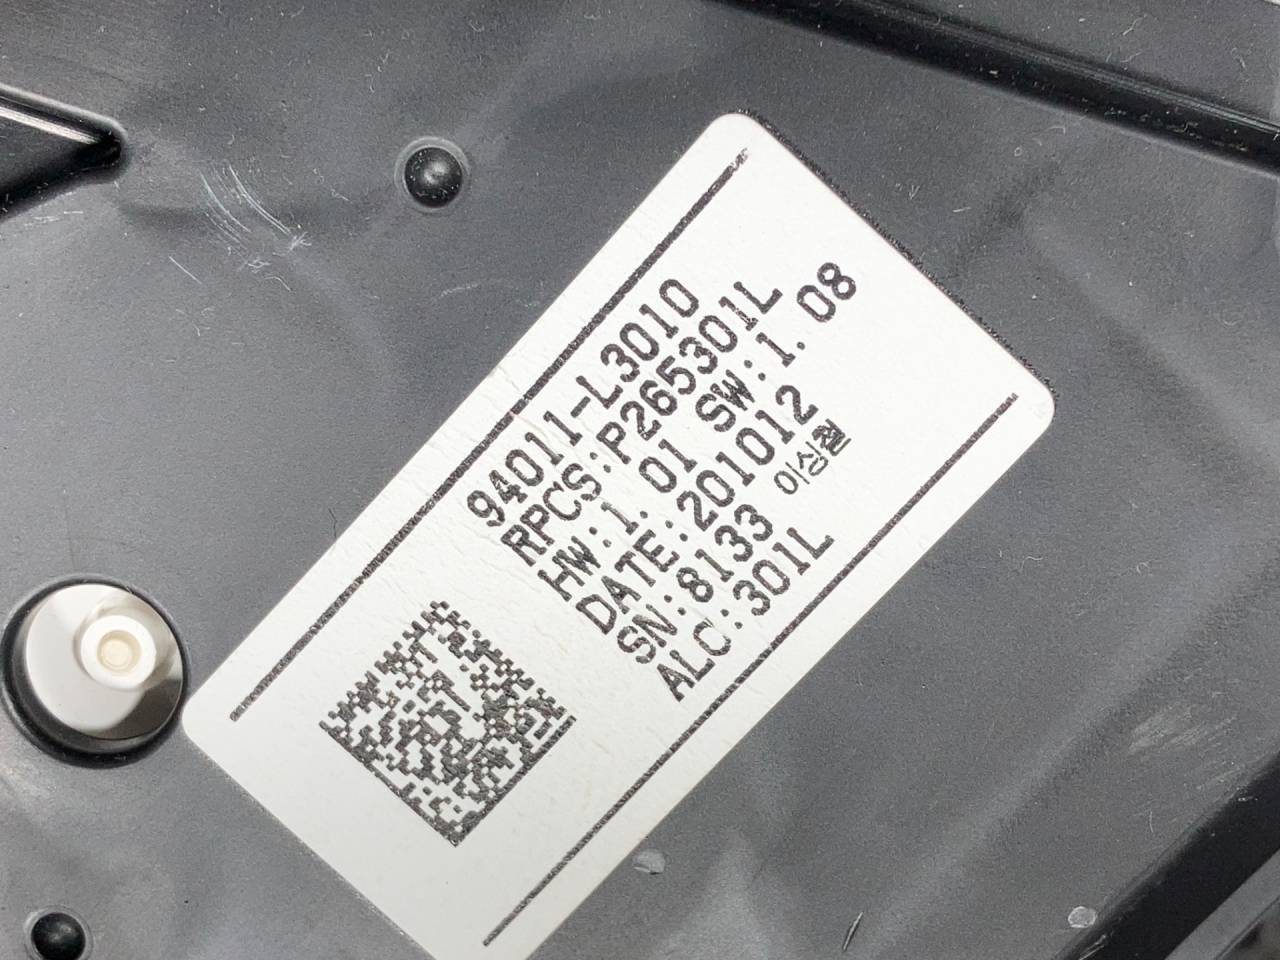 94011-L3010
RPCS:P265301L
HW:1.01 SW:1.08
DATE:201012
SN:8133 이상철
ALC:301L